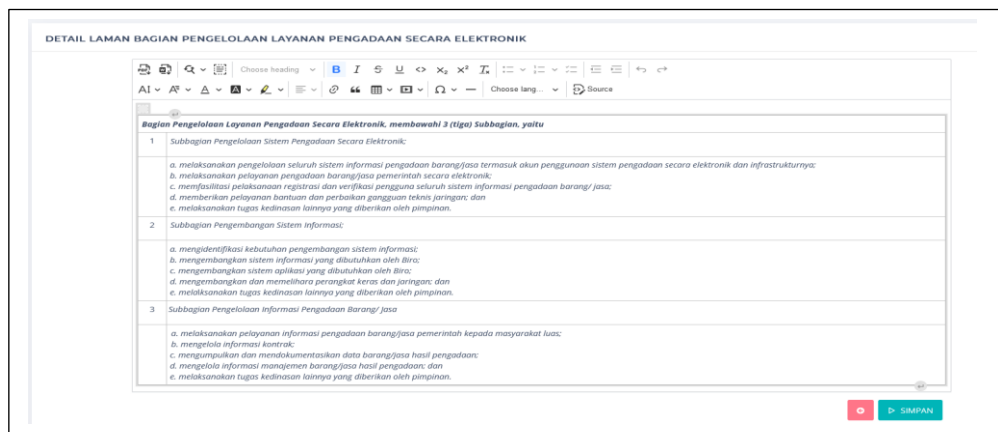 DETAIL LAMAN BAGIAN PENGELOLAAN LAYANAN PENGADAAN SECARA ELEKTRONIK
Choose heading B I S U <> X₂ X² Tx
AI A A A Ω — Choose lang... Source
Bagian Pengelolaan Layanan Pengadaan Secara Elektronik, membawahi 3 (tiga) Subbagian, yaitu
1 Subbagian Pengelolaan Sistem Pengadaan Secara Elektronik;
a. melaksanakan pengelolaan seluruh sistem informasi pengadaan barang/jasa termasuk akun penggunaan sistem pengadaan secara elektronik dan infrastrukturnya;
b. melaksanakan pelayanan pengadaan barang/jasa pemerintah secara elektronik;
c. memfasilitasi pelaksanaan registrasi dan verifikasi pengguna seluruh sistem informasi pengadaan barang/ jasa;
d. memberikan pelayanan bantuan dan perbaikan gangguan teknis jaringan; dan
e. melaksanakan tugas kedinasan lainnya yang diberikan oleh pimpinan.
2 Subbagian Pengembangan Sistem Informasi;
a. mengidentifikasi kebutuhan pengembangan sistem informasi;
b. mengembangkan sistem informasi yang dibutuhkan oleh Biro;
c. mengembangkan sistem aplikasi yang dibutuhkan oleh Biro;
d. mengembangkan dan memelihara perangkat keras dan jaringan; dan
e. melaksanakan tugas kedinasan lainnya yang diberikan oleh pimpinan.
3 Subbagian Pengelolaan Informasi Pengadaan Barang/ Jasa
a. melaksanakan pelayanan informasi pengadaan barang/jasa pemerintah kepada masyarakat luas;
b. mengelola informasi kontrak;
c. mengumpulkan dan mendokumentasikan data barang/jasa hasil pengadaan;
d. mengelola informasi manajemen barang/jasa hasil pengadaan; dan
e. melaksanakan tugas kedinasan lainnya yang diberikan oleh pimpinan.
SIMPAN